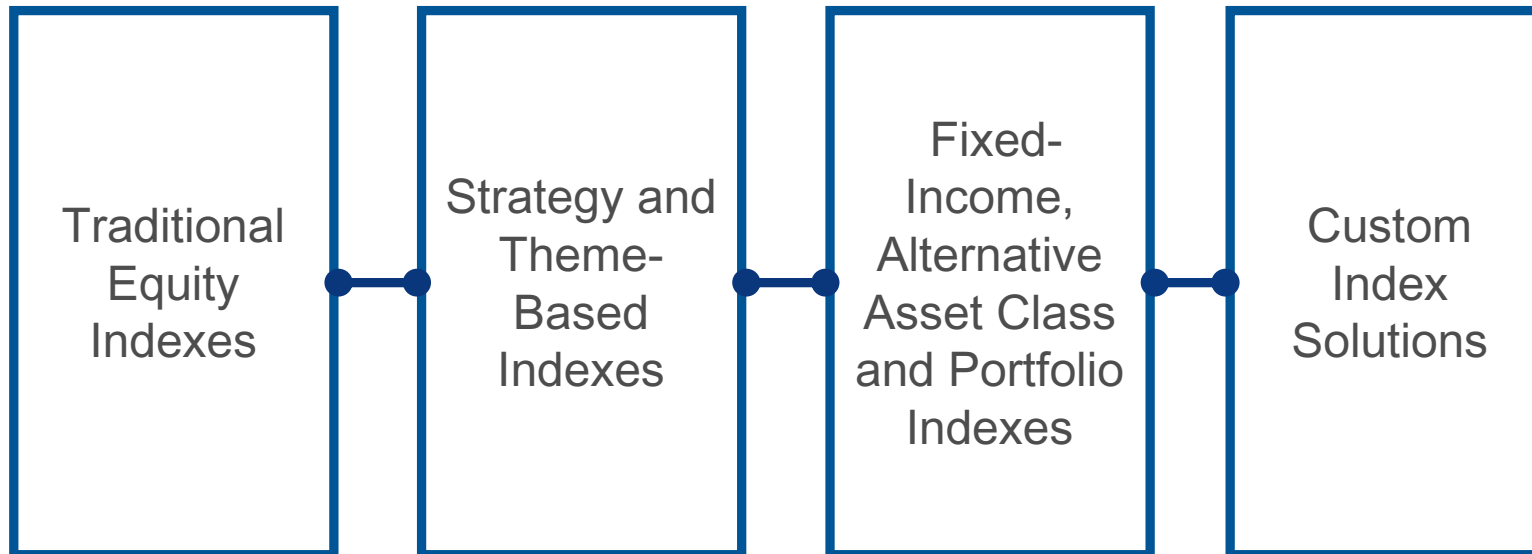 Traditional
Equity
Indexes
Strategy and
Theme-
Based
Indexes
Fixed-
Income,
Alternative
Asset Class
and Portfolio
Indexes
Custom
Index
Solutions